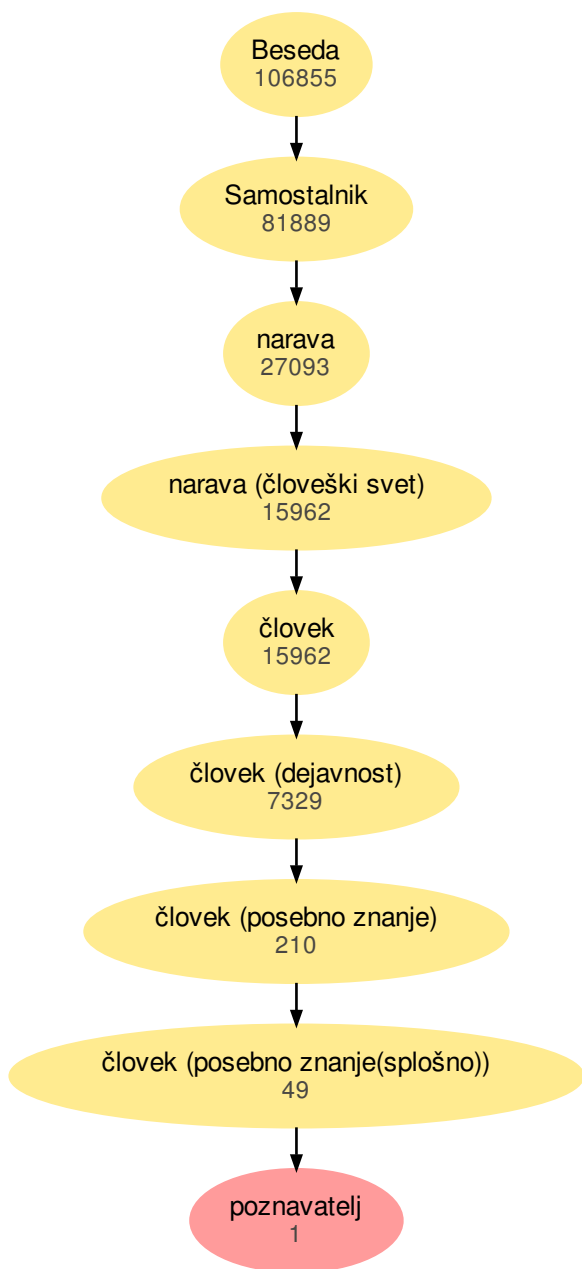 Beseda
106855
Samostalnik
81889
narava
27093
narava (človeški svet)
15962
človek
15962
človek (dejavnost)
7329
človek (posebno znanje)
210
človek (posebno znanje(splošno))
49
poznavatelj
1